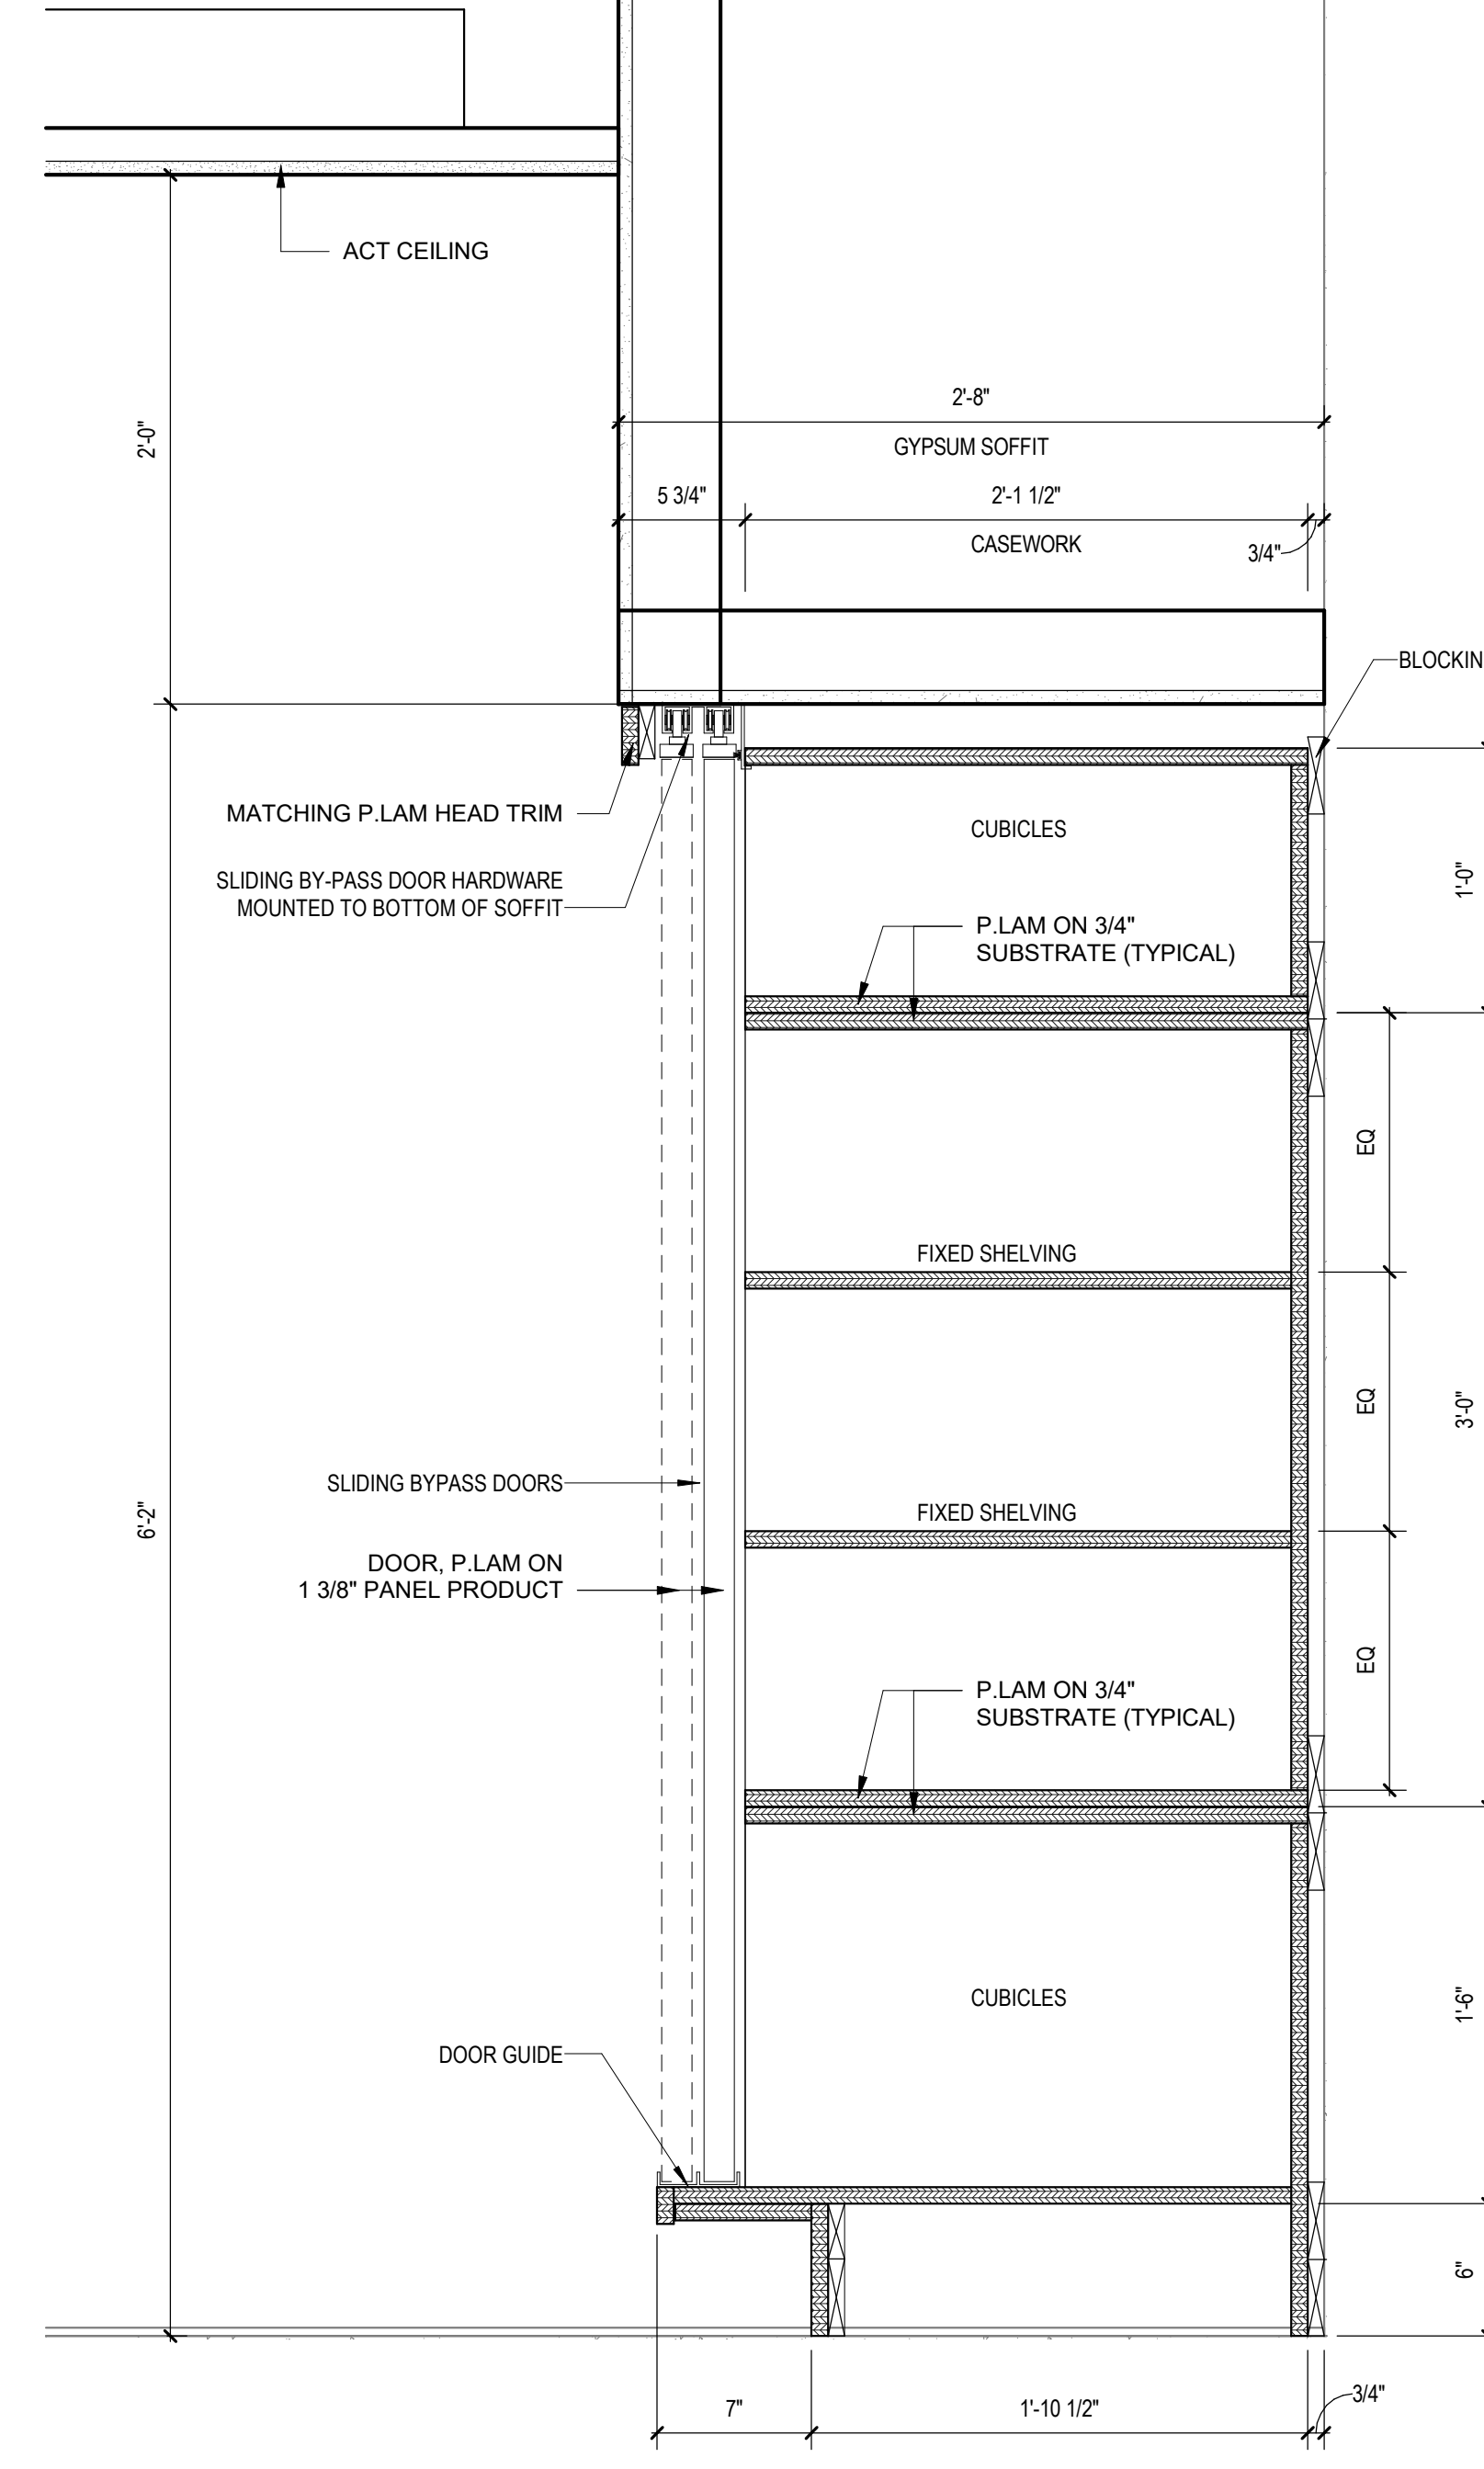 ACT CEILING
2'-0"
2'-8"
GYPSUM SOFFIT
5 3/4"
2'-1 1/2"
CASEWORK
3/4"
BLOCKIN
MATCHING P.LAM HEAD TRIM
CUBICLES
SLIDING BY-PASS DOOR HARDWARE
MOUNTED TO BOTTOM OF SOFFIT
1'-0"
P.LAM ON 3/4"
SUBSTRATE (TYPICAL)
EQ
FIXED SHELVING
EQ
3'-0"
SLIDING BYPASS DOORS
6'-2"
FIXED SHELVING
DOOR, P.LAM ON
1 3/8" PANEL PRODUCT
EQ
P.LAM ON 3/4"
SUBSTRATE (TYPICAL)
CUBICLES
1'-6"
DOOR GUIDE
6"
7"
1'-10 1/2"
3/4"